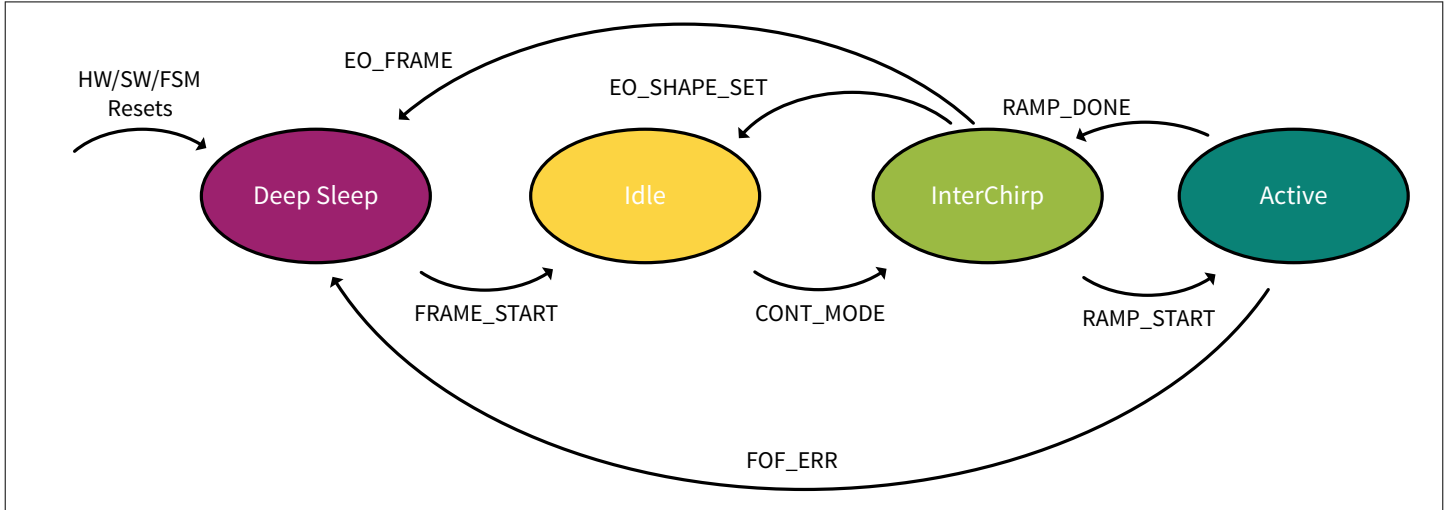 EO_FRAME
HW/SW/FSM
Resets
EO_SHAPE_SET
RAMP_DONE
Deep Sleep
Idle
InterChirp
Active
FRAME_START
CONT_MODE
RAMP_START
FOF_ERR